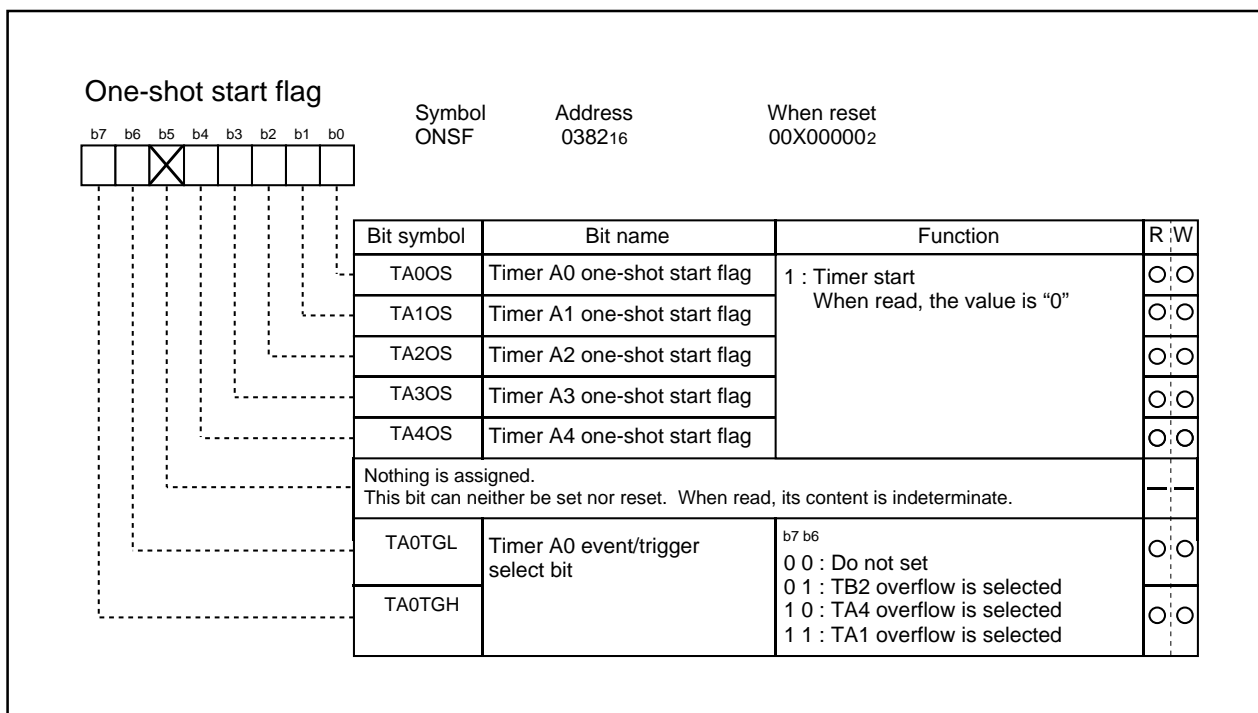 One-shot start flag
Symbol Address When reset
ONSF 038216 00X000002
b7 b6 b5 b4 b3 b2 b1 b0
Bit symbol Bit name Function R W
TA0OS Timer A0 one-shot start flag 1 : Timer start
When read, the value is “0”
TA1OS Timer A1 one-shot start flag
TA2OS Timer A2 one-shot start flag
TA3OS Timer A3 one-shot start flag
TA4OS Timer A4 one-shot start flag
Nothing is assigned.
This bit can neither be set nor reset. When read, its content is indeterminate.
TA0TGL Timer A0 event/trigger
select bit
b7 b6
0 0 : Do not set
0 1 : TB2 overflow is selected
TA0TGH 1 0 : TA4 overflow is selected
1 1 : TA1 overflow is selected